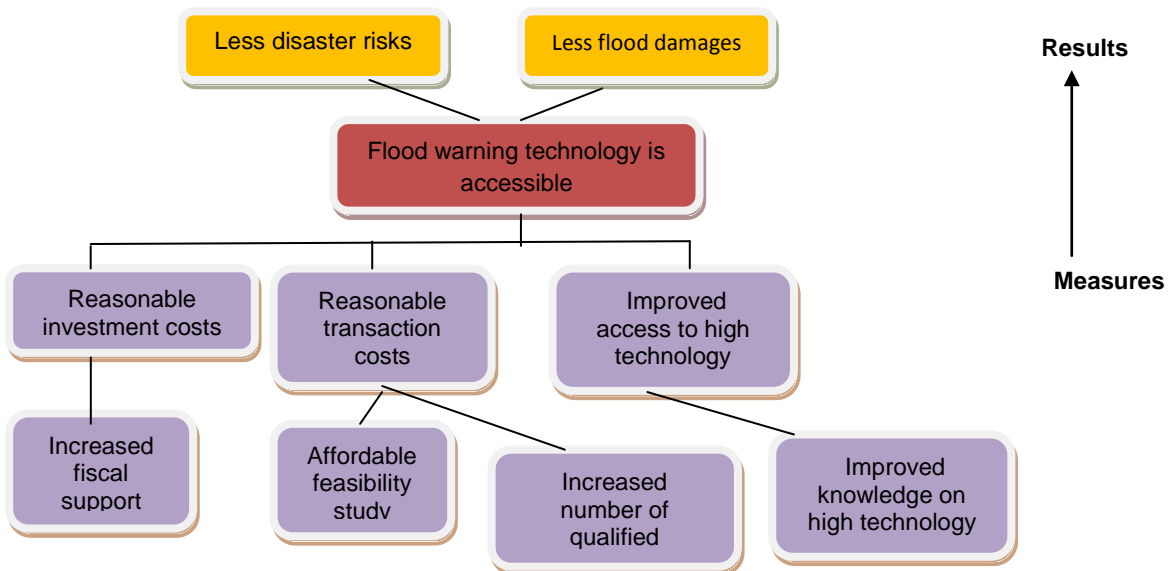 Less disaster risks
Less flood damages
Results
Flood warning technology is
accessible
Measures
Reasonable
investment costs
Reasonable
transaction
costs
Improved
access to high
technology
Increased
fiscal
support
Affordable
feasibility
study
Increased
number of
qualified
Improved
knowledge on
high technology